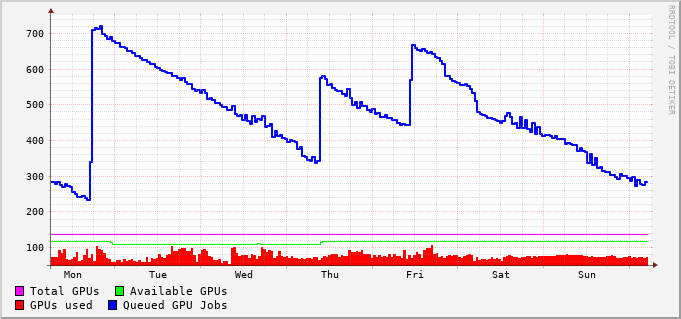 700
600
500
400
300
200
100
Mon Tue Wed Thu Fri Sat Sun
Total GPUs Available GPUs
GPUs used Queued GPU Jobs
RRDTOOL / TOBI OETIKER